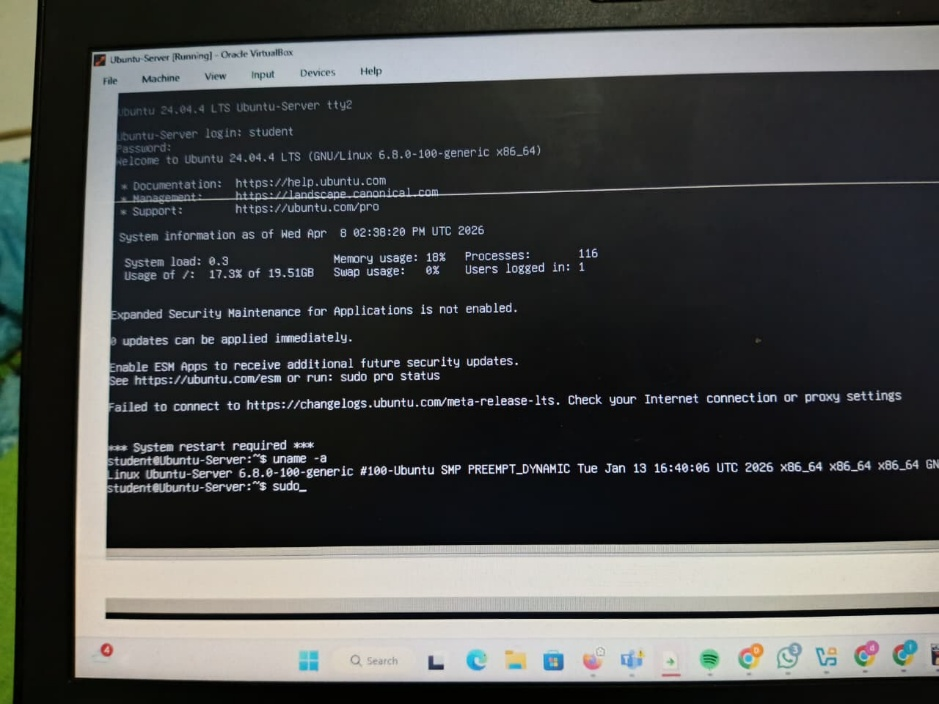 Ubuntu-Server [Running] - Oracle VirtualBox
File Machine View Input Devices Help
Ubuntu 24.04.4 LTS Ubuntu-Server tty2
Ubuntu-Server login: student
Password:
Welcome to Ubuntu 24.04.4 LTS (GNU/Linux 6.8.0-100-generic x86_64)
* Documentation: https://help.ubuntu.com
* Management: https://landscape.canonical.com
* Support: https://ubuntu.com/pro
System information as of Wed Apr 8 02:38:20 PM UTC 2026
System load: 0.3 Memory usage: 18% Processes: 116
Usage of /: 17.3% of 19.51GB Swap usage: 0% Users logged in: 1
Expanded Security Maintenance for Applications is not enabled.
0 updates can be applied immediately.
Enable ESM Apps to receive additional future security updates.
See https://ubuntu.com/esm or run: sudo pro status
Failed to connect to https://changelogs.ubuntu.com/meta-release-lts. Check your Internet connection or proxy settings
*** System restart required ***
student@Ubuntu-Server:~$ uname -a
Linux Ubuntu-Server 6.8.0-100-generic #100-Ubuntu SMP PREEMPT_DYNAMIC Tue Jan 13 16:40:06 UTC 2026 x86_64 x86_64 x86_64 GN
student@Ubuntu-Server:~$ sudo_
4
Search